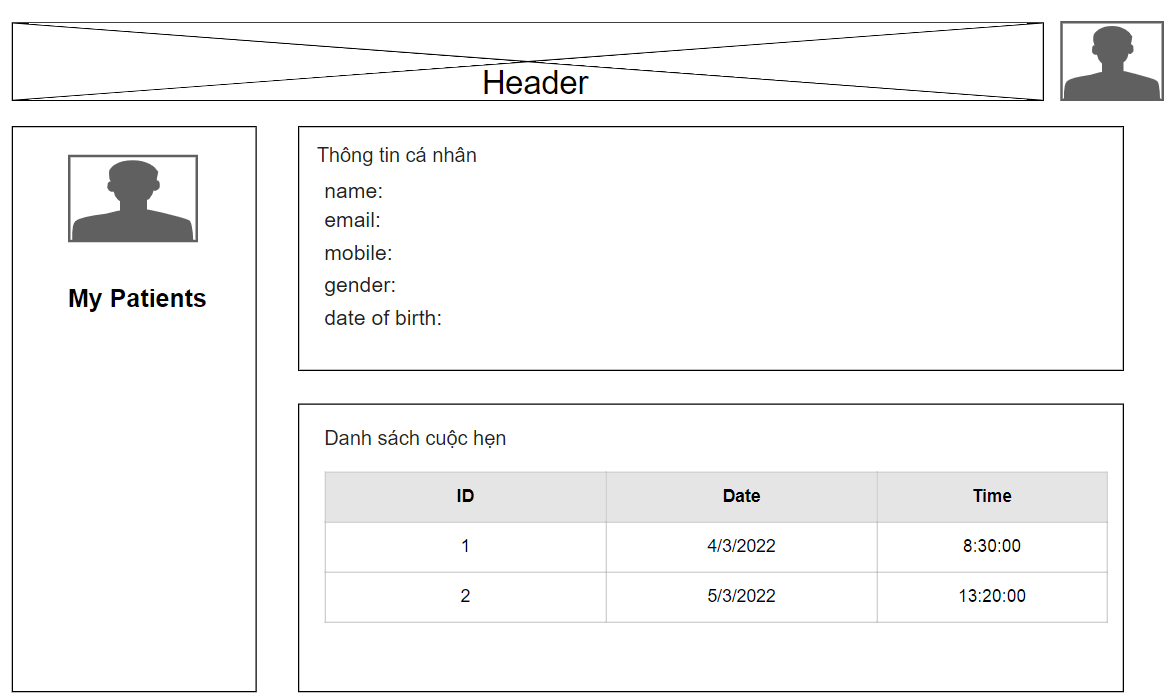 Header
My Patients
Thông tin cá nhân
name:
email:
mobile:
gender:
date of birth:
Danh sách cuộc hẹn
ID Date Time
1 4/3/2022 8:30:00
2 5/3/2022 13:20:00